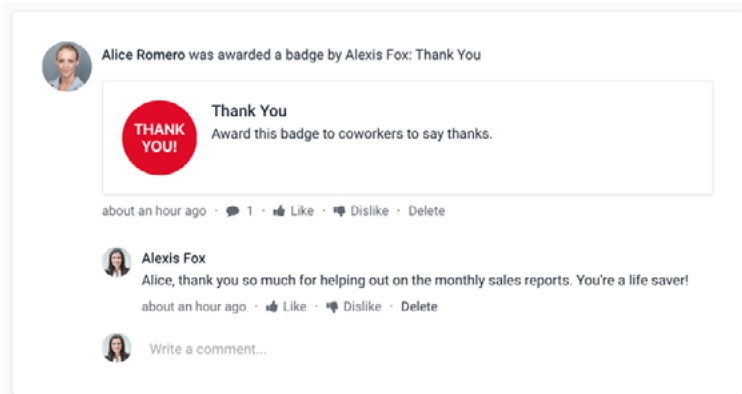 Alice Romero was awarded a badge by Alexis Fox: Thank You
THANK
YOU!
Thank You
Award this badge to coworkers to say thanks.
about an hour ago · 1 · Like · Dislike · Delete
Alexis Fox
Alice, thank you so much for helping out on the monthly sales reports. You're a life saver!
about an hour ago · Like · Dislike · Delete
Write a comment...